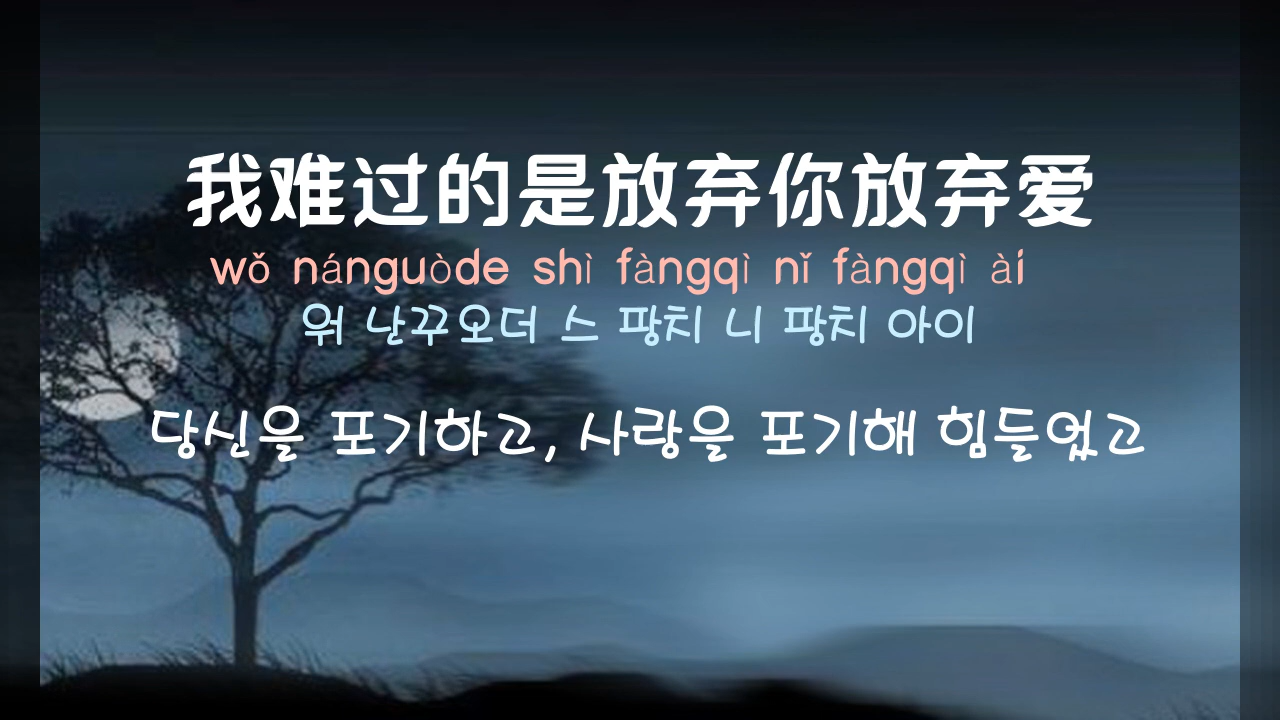 我难过的是放弃你放弃爱
wǒ nánguòde shì fàngqì nǐ fàngqì ài
워 난꾸오더 스 팡치 니 팡치 아이
당신을 포기하고, 사랑을 포기해 힘들었고